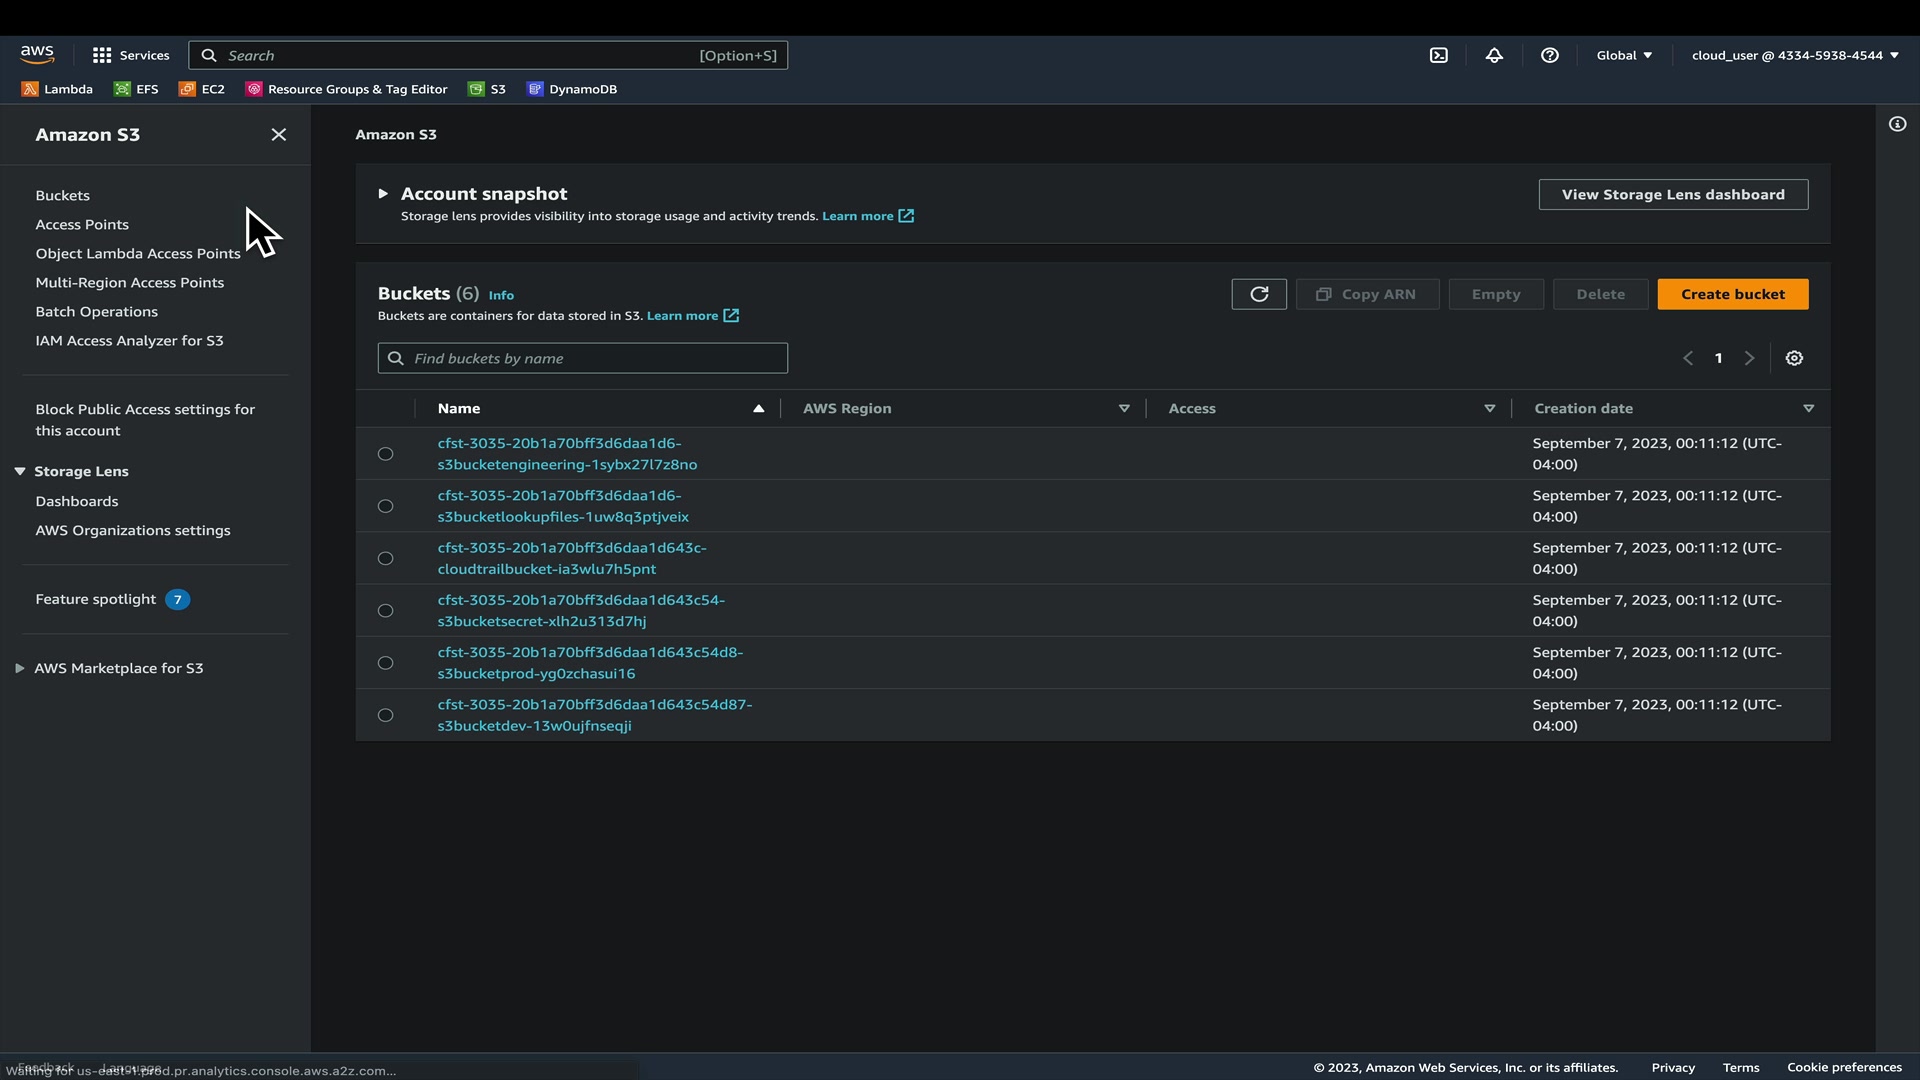 aws
Services
Search
[Option+S]
Global
cloud_user @ 4334-5938-4544
Lambda
EFS
EC2
Resource Groups & Tag Editor
S3
DynamoDB
Amazon S3
Buckets
Access Points
Object Lambda Access Points
Multi-Region Access Points
Batch Operations
IAM Access Analyzer for S3
Block Public Access settings for
this account
Storage Lens
Dashboards
AWS Organizations settings
Feature spotlight 7
AWS Marketplace for S3
Amazon S3
Account snapshot
Storage lens provides visibility into storage usage and activity trends. Learn more
View Storage Lens dashboard
Buckets (6) Info
Buckets are containers for data stored in S3. Learn more
Copy ARN
Empty
Delete
Create bucket
Find buckets by name
1
Name
AWS Region
Access
Creation date
cfst-3035-20b1a70bff3d6daa1d6-
s3bucketengineering-1sybx27l7z8no
September 7, 2023, 00:11:12 (UTC-
04:00)
cfst-3035-20b1a70bff3d6daa1d6-
s3bucketlookupfiles-1uw8q3ptjveix
September 7, 2023, 00:11:12 (UTC-
04:00)
cfst-3035-20b1a70bff3d6daa1d643c-
cloudtrailbucket-ia3wlu7h5pnt
September 7, 2023, 00:11:12 (UTC-
04:00)
cfst-3035-20b1a70bff3d6daa1d643c54-
s3bucketsecret-xlh2u313d7hj
September 7, 2023, 00:11:12 (UTC-
04:00)
cfst-3035-20b1a70bff3d6daa1d643c54d8-
s3bucketprod-yg0zchasui16
September 7, 2023, 00:11:12 (UTC-
04:00)
cfst-3035-20b1a70bff3d6daa1d643c54d87-
s3bucketdev-13w0ujfnseqji
September 7, 2023, 00:11:12 (UTC-
04:00)
Feedback
Language
Waiting for us-east-1.prod.pr.analytics.console.aws.a2z.com...
© 2023, Amazon Web Services, Inc. or its affiliates.
Privacy
Terms
Cookie preferences